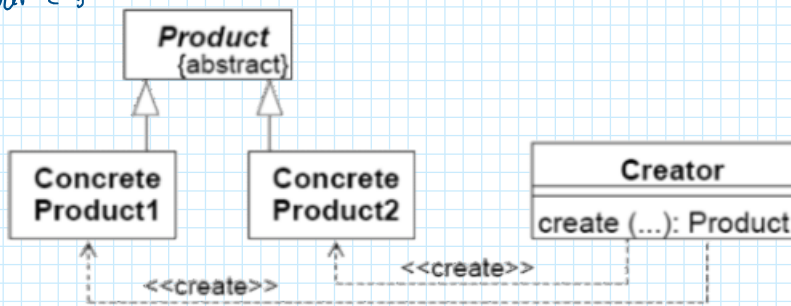 Product
{abstract}
Concrete
Product1
Concrete
Product2
Creator
create (...): Product
<<create>>
<<create>>